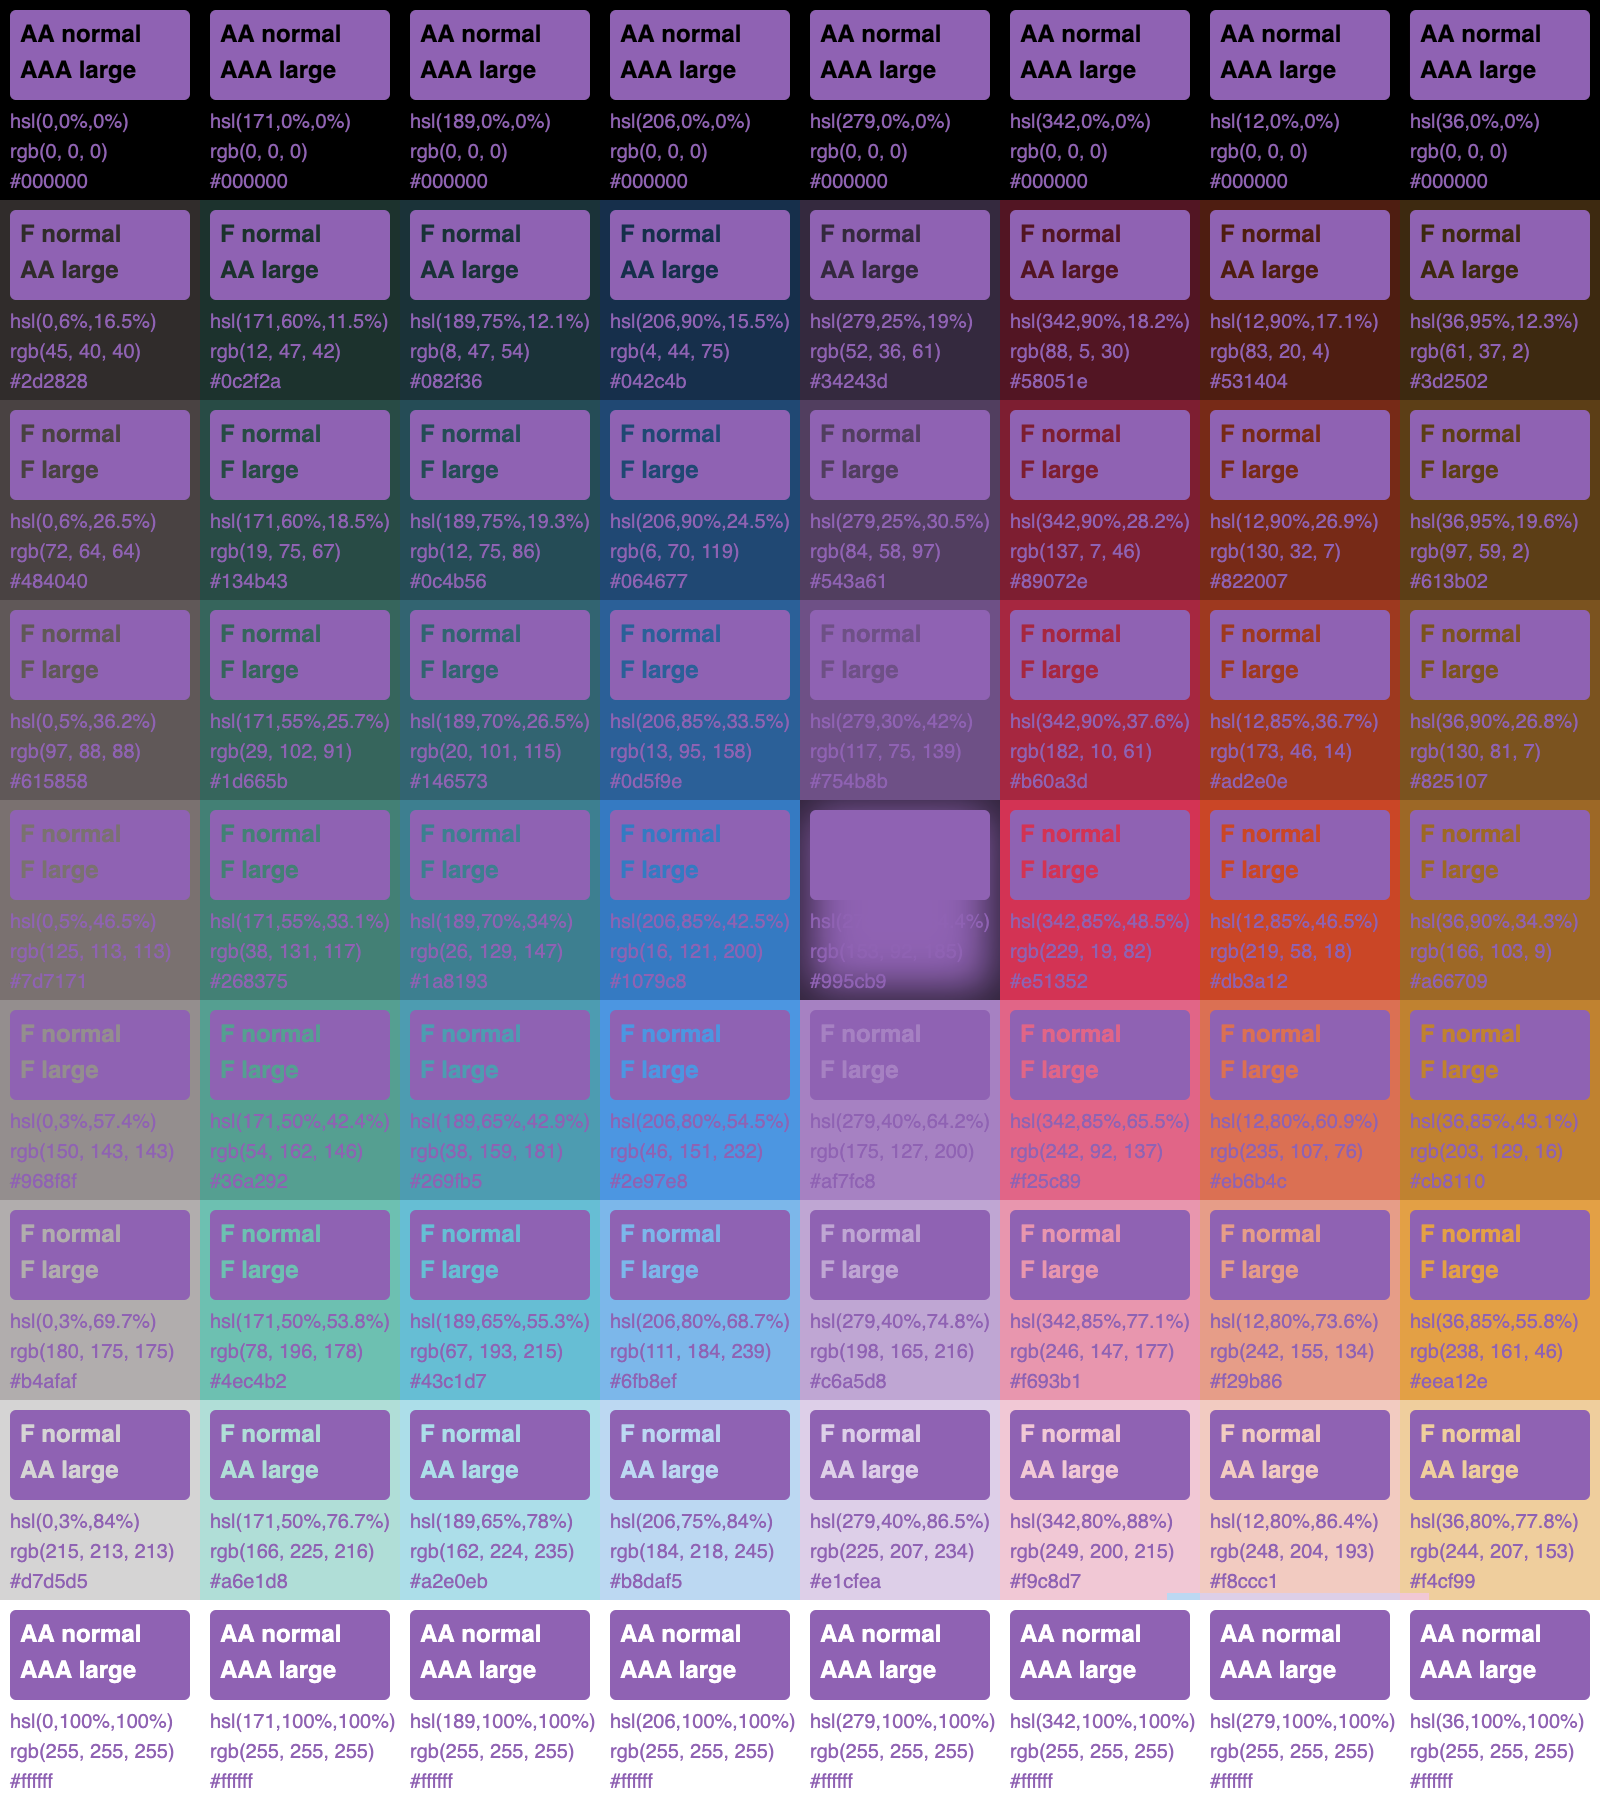 AA normal
AAA large
hsl(0,0%,0%)
rgb(0, 0, 0)
#000000
AA normal
AAA large
hsl(171,0%,0%)
rgb(0, 0, 0)
#000000
AA normal
AAA large
hsl(189,0%,0%)
rgb(0, 0, 0)
#000000
AA normal
AAA large
hsl(206,0%,0%)
rgb(0, 0, 0)
#000000
AA normal
AAA large
hsl(279,0%,0%)
rgb(0, 0, 0)
#000000
AA normal
AAA large
hsl(342,0%,0%)
rgb(0, 0, 0)
#000000
AA normal
AAA large
hsl(12,0%,0%)
rgb(0, 0, 0)
#000000
AA normal
AAA large
hsl(36,0%,0%)
rgb(0, 0, 0)
#000000
F normal
AA large
hsl(0,6%,16.5%)
rgb(45, 40, 40)
#2d2828
F normal
AA large
hsl(171,60%,11.5%)
rgb(12, 47, 42)
#0c2f2a
F normal
AA large
hsl(189,75%,12.1%)
rgb(8, 47, 54)
#082f36
F normal
AA large
hsl(206,90%,15.5%)
rgb(4, 44, 75)
#042c4b
F normal
AA large
hsl(279,25%,19%)
rgb(52, 36, 61)
#34243d
F normal
AA large
hsl(342,90%,18.2%)
rgb(88, 5, 30)
#58051e
F normal
AA large
hsl(12,90%,17.1%)
rgb(83, 20, 4)
#531404
F normal
AA large
hsl(36,95%,12.3%)
rgb(61, 37, 2)
#3d2502
F normal
F large
hsl(0,6%,26.5%)
rgb(72, 64, 64)
#484040
F normal
F large
hsl(171,60%,18.5%)
rgb(19, 75, 67)
#134b43
F normal
F large
hsl(189,75%,19.3%)
rgb(12, 75, 86)
#0c4b56
F normal
F large
hsl(206,90%,24.5%)
rgb(6, 70, 119)
#064677
F normal
F large
hsl(279,25%,30.5%)
rgb(84, 58, 97)
#543a61
F normal
F large
hsl(342,90%,28.2%)
rgb(137, 7, 46)
#89072e
F normal
F large
hsl(12,90%,26.9%)
rgb(130, 32, 7)
#822007
F normal
F large
hsl(36,95%,19.6%)
rgb(97, 59, 2)
#613b02
F normal
F large
hsl(0,5%,36.2%)
rgb(97, 88, 88)
#615858
F normal
F large
hsl(171,55%,25.7%)
rgb(29, 102, 91)
#1d665b
F normal
F large
hsl(189,70%,26.5%)
rgb(20, 101, 115)
#146573
F normal
F large
hsl(206,85%,33.5%)
rgb(13, 95, 158)
#0d5f9e
F normal
F large
hsl(279,30%,42%)
rgb(117, 75, 139)
#754b8b
F normal
F large
hsl(342,90%,37.6%)
rgb(182, 10, 61)
#b60a3d
F normal
F large
hsl(12,85%,36.7%)
rgb(173, 46, 14)
#ad2e0e
F normal
F large
hsl(36,90%,26.8%)
rgb(130, 81, 7)
#825107
F normal
F large
hsl(0,5%,46.5%)
rgb(125, 113, 113)
#7d7171
F normal
F large
hsl(171,55%,33.1%)
rgb(38, 131, 117)
#268375
F normal
F large
hsl(189,70%,34%)
rgb(26, 129, 147)
#1a8193
F normal
F large
hsl(206,85%,42.5%)
rgb(16, 121, 200)
#1079c8
#995cb9
F normal
F large
hsl(342,85%,48.5%)
rgb(229, 19, 82)
#e51352
F normal
F large
hsl(12,85%,46.5%)
rgb(219, 58, 18)
#db3a12
F normal
F large
hsl(36,90%,34.3%)
rgb(166, 103, 9)
#a66709
F normal
F large
hsl(0,3%,57.4%)
rgb(150, 143, 143)
#968f8f
F normal
F large
hsl(171,50%,42.4%)
rgb(54, 162, 146)
#36a292
F normal
F large
hsl(189,65%,42.9%)
rgb(38, 159, 181)
#269fb5
F normal
F large
hsl(206,80%,54.5%)
rgb(46, 151, 232)
#2e97e8
F normal
F large
hsl(279,40%,64.2%)
rgb(175, 127, 200)
#af7fc8
F normal
F large
hsl(342,85%,65.5%)
rgb(242, 92, 137)
#f25c89
F normal
F large
hsl(12,80%,60.9%)
rgb(235, 107, 76)
#eb6b4c
F normal
F large
hsl(36,85%,43.1%)
rgb(203, 129, 16)
#cb8110
F normal
F large
hsl(0,3%,69.7%)
rgb(180, 175, 175)
#b4afaf
F normal
F large
hsl(171,50%,53.8%)
rgb(78, 196, 178)
#4ec4b2
F normal
F large
hsl(189,65%,55.3%)
rgb(67, 193, 215)
#43c1d7
F normal
F large
hsl(206,80%,68.7%)
rgb(111, 184, 239)
#6fb8ef
F normal
F large
hsl(279,40%,74.8%)
rgb(198, 165, 216)
#c6a5d8
F normal
F large
hsl(342,85%,77.1%)
rgb(246, 147, 177)
#f693b1
F normal
F large
hsl(12,80%,73.6%)
rgb(242, 155, 134)
#f29b86
F normal
F large
hsl(36,85%,55.8%)
rgb(238, 161, 46)
#eea12e
F normal
AA large
hsl(0,3%,84%)
rgb(215, 213, 213)
#d7d5d5
F normal
AA large
hsl(171,50%,76.7%)
rgb(166, 225, 216)
#a6e1d8
F normal
AA large
hsl(189,65%,78%)
rgb(162, 224, 235)
#a2e0eb
F normal
AA large
hsl(206,75%,84%)
rgb(184, 218, 245)
#b8daf5
F normal
AA large
hsl(279,40%,86.5%)
rgb(225, 207, 234)
#e1cfea
F normal
AA large
hsl(342,80%,88%)
rgb(249, 200, 215)
#f9c8d7
F normal
AA large
hsl(12,80%,86.4%)
rgb(248, 204, 193)
#f8ccc1
F normal
AA large
hsl(36,80%,77.8%)
rgb(244, 207, 153)
#f4cf99
AA normal
AAA large
hsl(0,100%,100%)
rgb(255, 255, 255)
#ffffff
AA normal
AAA large
hsl(171,100%,100%)
rgb(255, 255, 255)
#ffffff
AA normal
AAA large
hsl(189,100%,100%)
rgb(255, 255, 255)
#ffffff
AA normal
AAA large
hsl(206,100%,100%)
rgb(255, 255, 255)
#ffffff
AA normal
AAA large
hsl(279,100%,100%)
rgb(255, 255, 255)
#ffffff
AA normal
AAA large
hsl(342,100%,100%)
rgb(255, 255, 255)
#ffffff
AA normal
AAA large
hsl(279,100%,100%)
rgb(255, 255, 255)
#ffffff
AA normal
AAA large
hsl(36,100%,100%)
rgb(255, 255, 255)
#ffffff